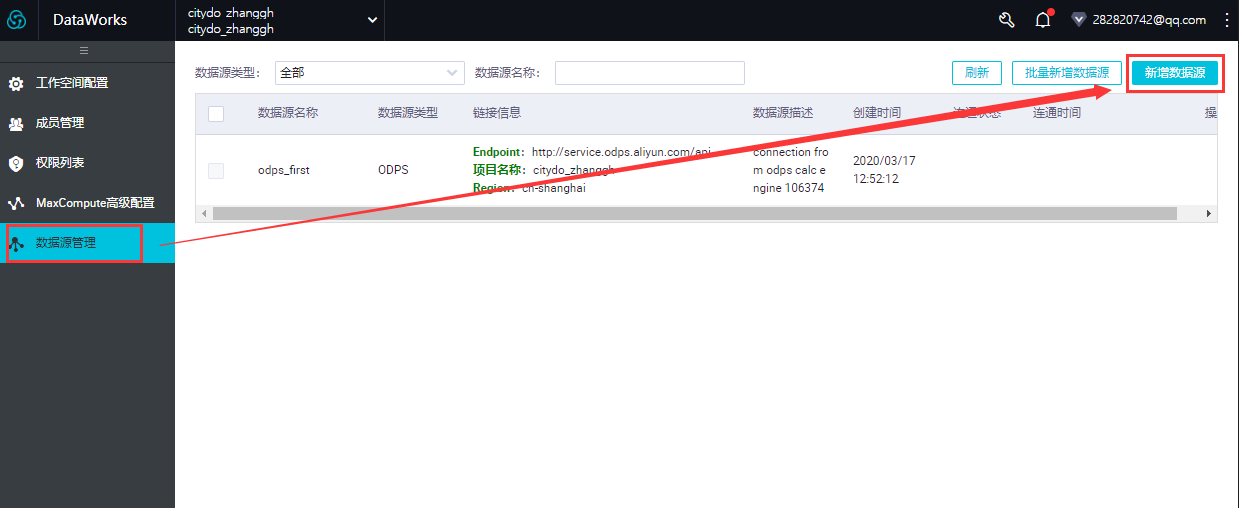 DataWorks
citydo_zhanggh
citydo_zhanggh
282820742@qq.com
工作空间配置
成员管理
权限列表
MaxCompute高级配置
数据源管理
数据源类型： 全部 数据源名称： 刷新 批量新增数据源 新增数据源
数据源名称 数据源类型 链接信息 数据源描述 创建时间 连通状态 连通时间 操
odps_first ODPS
Endpoint：http://service.odps.aliyun.com/api
项目名称：citydo_zhanggh
Region：cn-shanghai
connection fro
m odps calc e
ngine 106374
2020/03/17
12:52:12